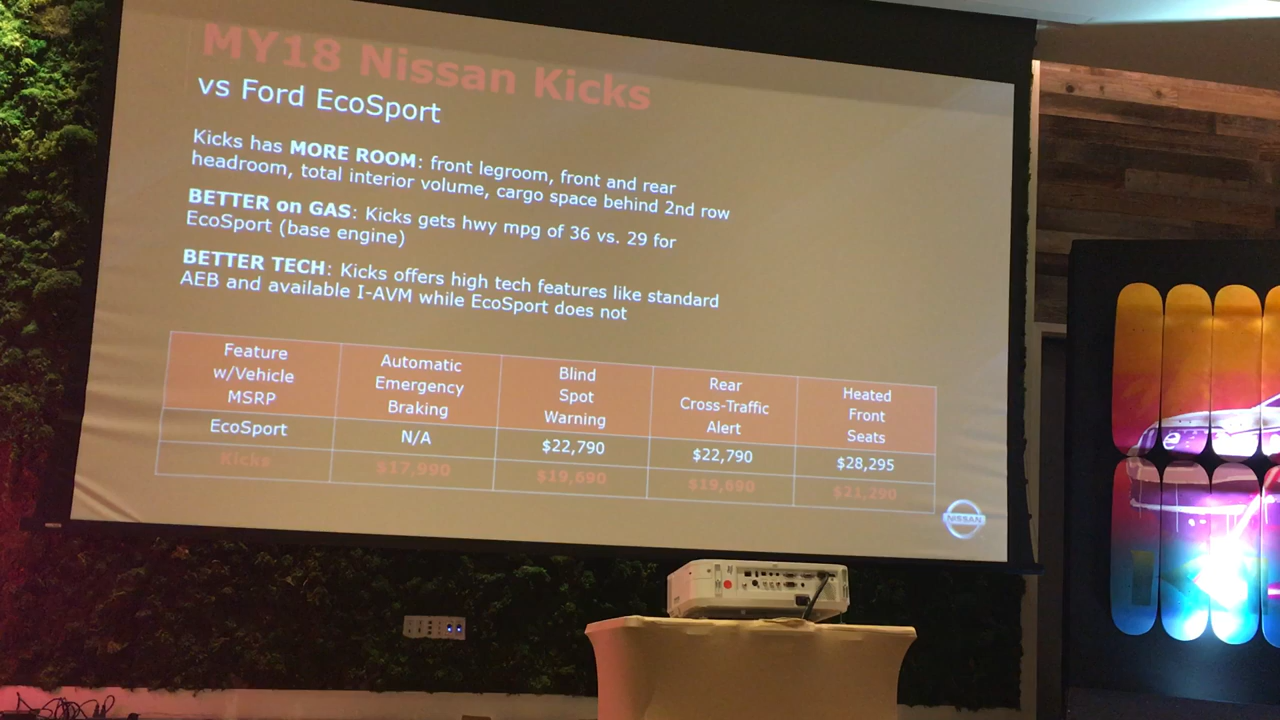 MY18 Nissan Kicks
vs Ford EcoSport
Kicks has MORE ROOM: front legroom, front and rear
headroom, total interior volume, cargo space behind 2nd row
BETTER on GAS: Kicks gets hwy mpg of 36 vs. 29 for
EcoSport (base engine)
BETTER TECH: Kicks offers high tech features like standard
AEB and available I-AVM while EcoSport does not
Feature
w/Vehicle
MSRP
Automatic
Emergency
Braking
Blind
Spot
Warning
Rear
Cross-Traffic
Alert
Heated
Front
Seats
EcoSport N/A $22,790 $22,790 $28,295
Kicks $17,990 $19,690 $19,690 $21,290
NISSAN